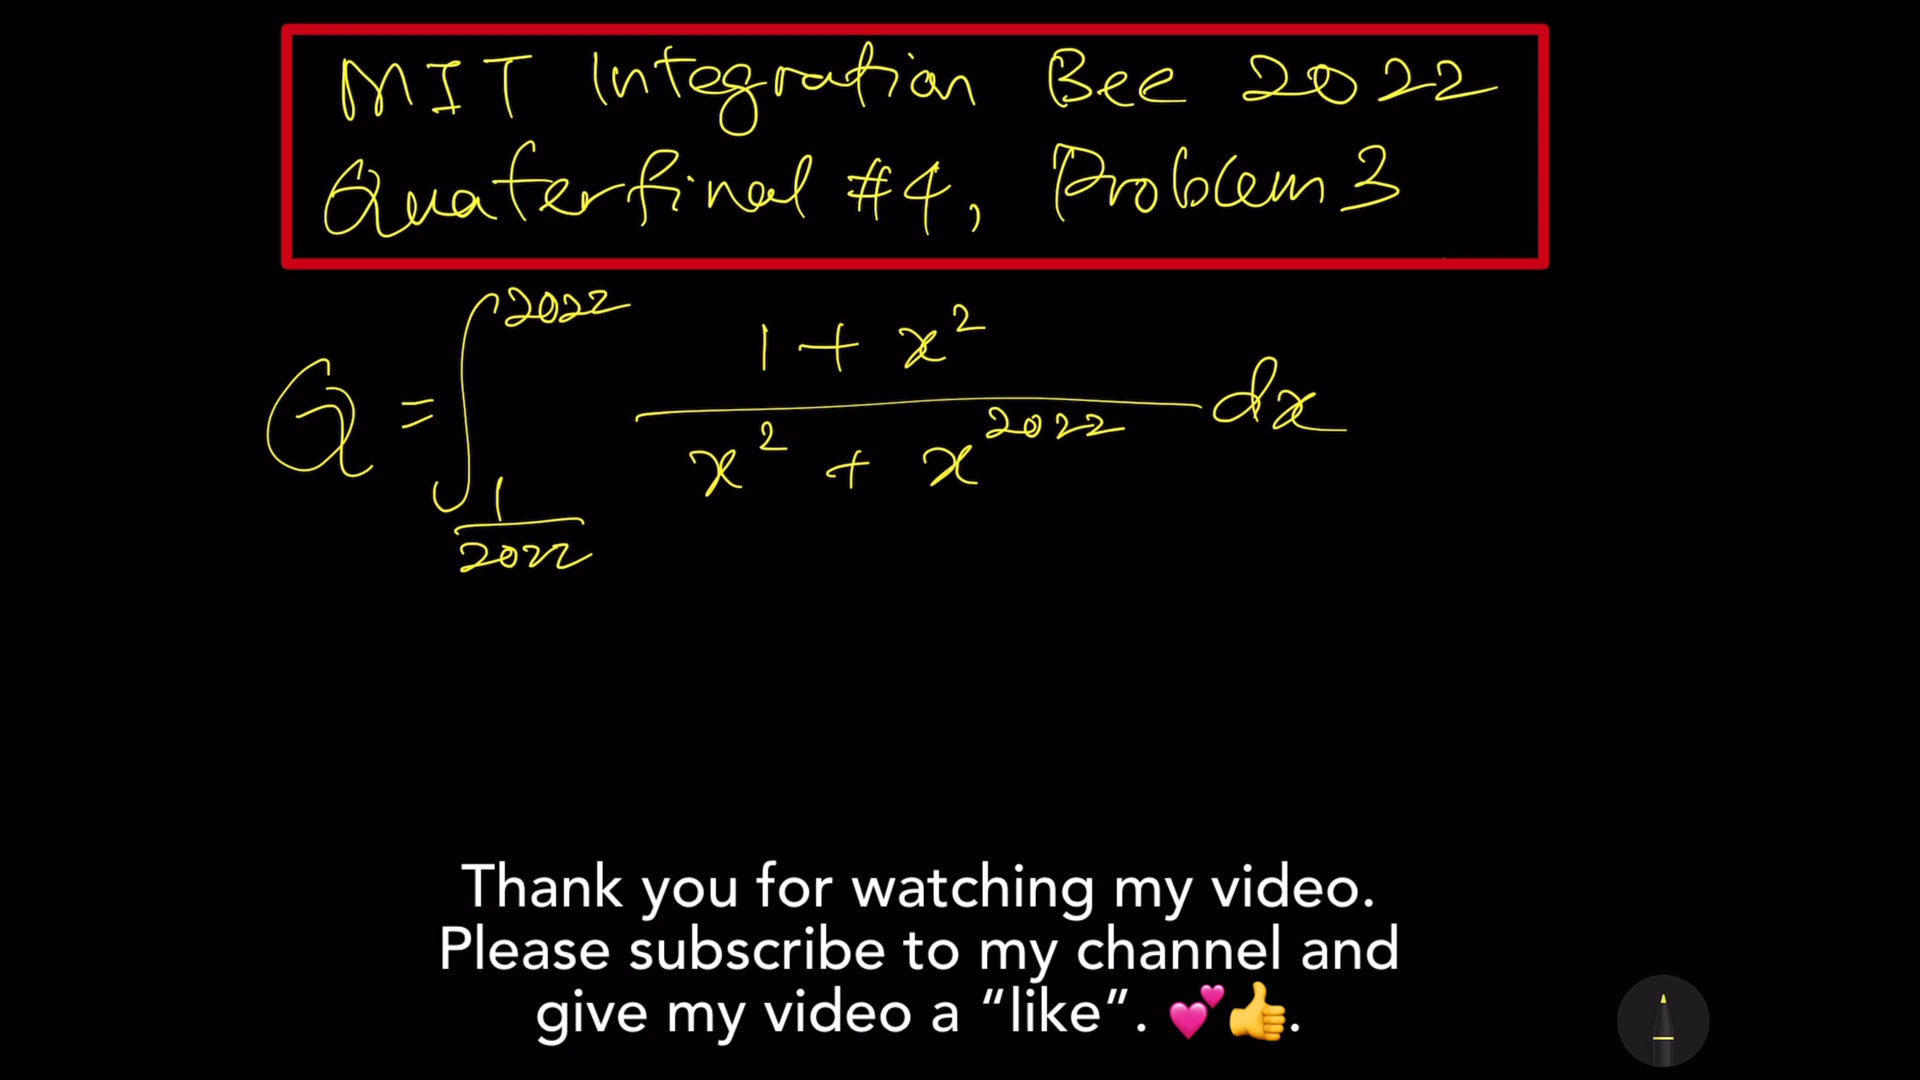 MIT Integration Bee 2022
Quaterfinal #4, Problem 3
Q = ∫_{1/2022}^{2022} (1 + x^2)/(x^2 + x^{2022}) dx
Thank you for watching my video.
Please subscribe to my channel and
give my video a “like”. 💕👍.